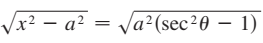 √x² − a² = √a²(sec²θ − 1)